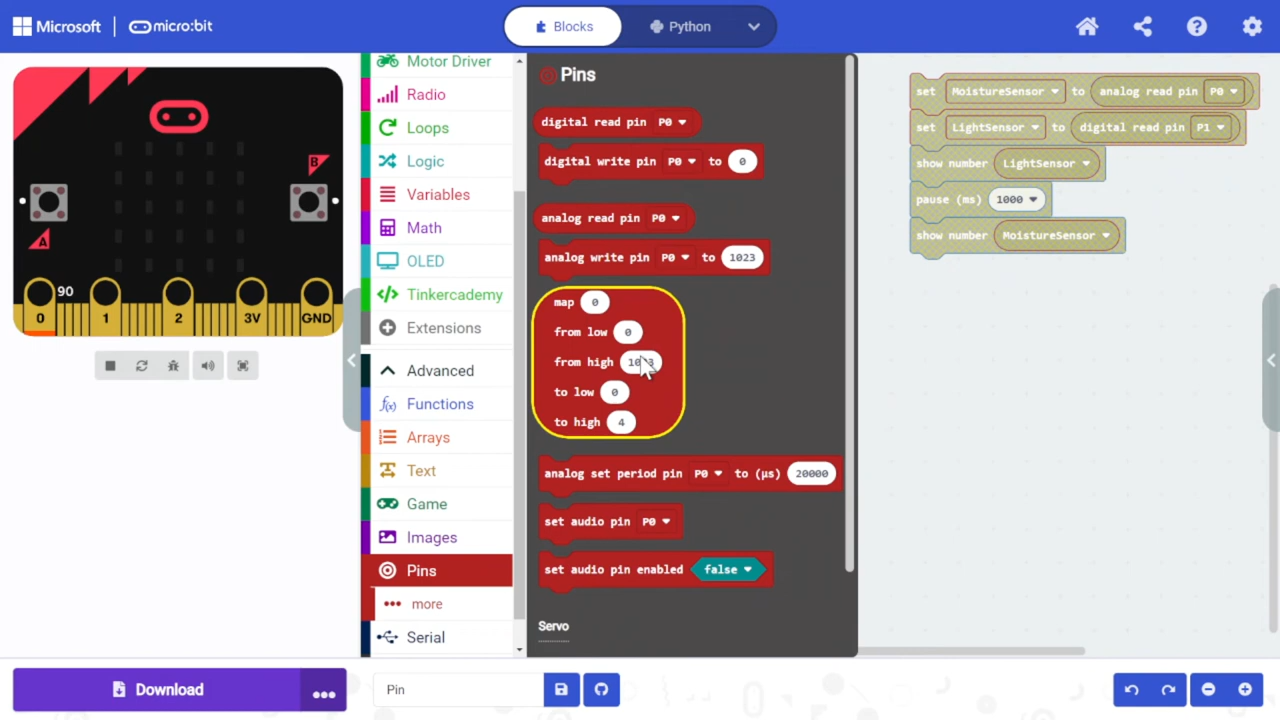 Microsoft micro:bit
Blocks
Python
B
A
90
0 1 2 3V GND
Motor Driver
Radio
Loops
Logic
Variables
Math
OLED
Tinkercademy
Extensions
Advanced
Functions
Arrays
Text
Game
Images
Pins
more
Serial
Pins
digital read pin P0
digital write pin P0 to 0
analog read pin P0
analog write pin P0 to 1023
map 0
from low 0
from high 1023
to low 0
to high 4
analog set period pin P0 to (µs) 20000
set audio pin P0
set audio pin enabled false
Servo
set MoistureSensor to analog read pin P0
set LightSensor to digital read pin P1
show number LightSensor
pause (ms) 1000
show number MoistureSensor
Download
Pin